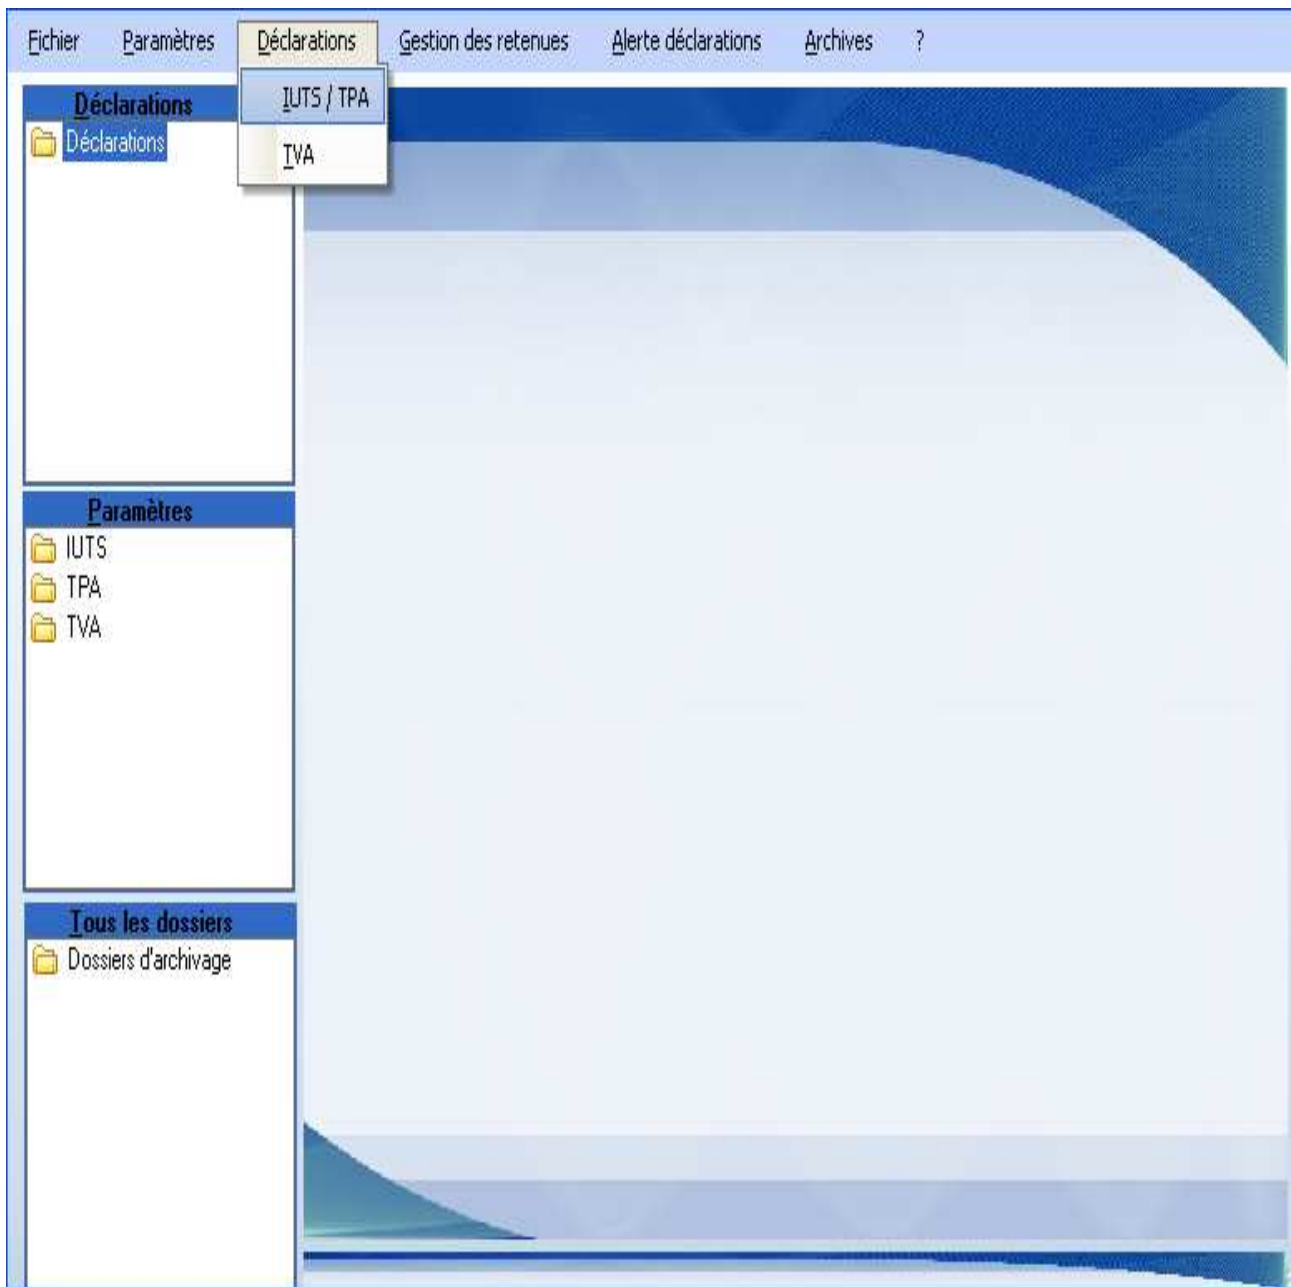 Fichier Paramètres Déclarations Gestion des retenues Alerte déclarations Archives ?
IUTS / TPA
TVA
Déclarations
Déclarations
Paramètres
IUTS
TPA
TVA
Tous les dossiers
Dossiers d'archivage